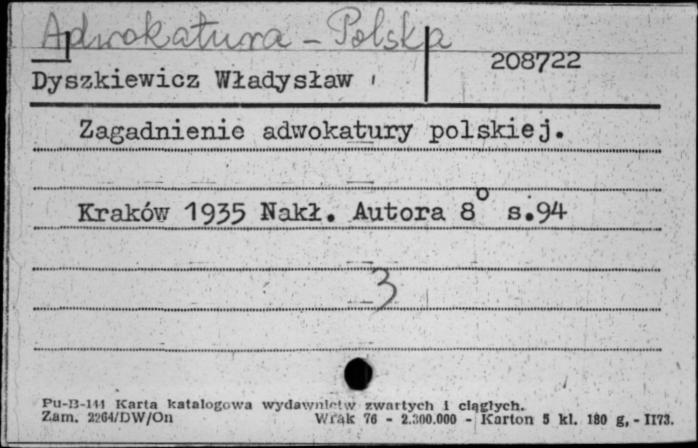 Adwokatura - Polska
208722
Dyszkiewicz Władysław
Zagadnienie adwokatury polskiej.
Kraków 1935 Nakł. Autora 8° s.94
3
Pu-B-141 Karta katalogowa wydawnictw zwartych i ciągłych.
Zam. 2264/DW/On Wrak 76 - 2.300.000 - Karton 5 kl. 180 g, - II73.